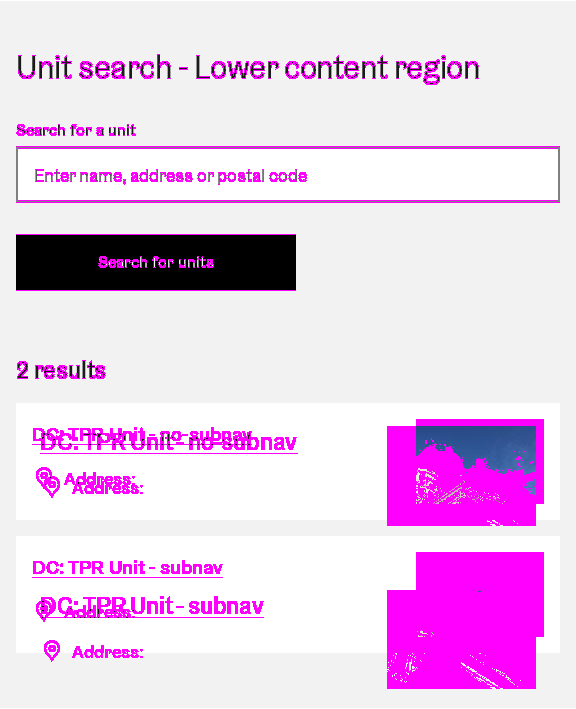 Unit search - Lower content region
Search for a unit
Enter name, address or postal code
Search for units
2 results
DC: TPR Unit - no-subnav
DC: TPR Unit - no-subnav
Address:
Address:
DC: TPR Unit - subnav
DC: TPR Unit - subnav
Address:
Address: